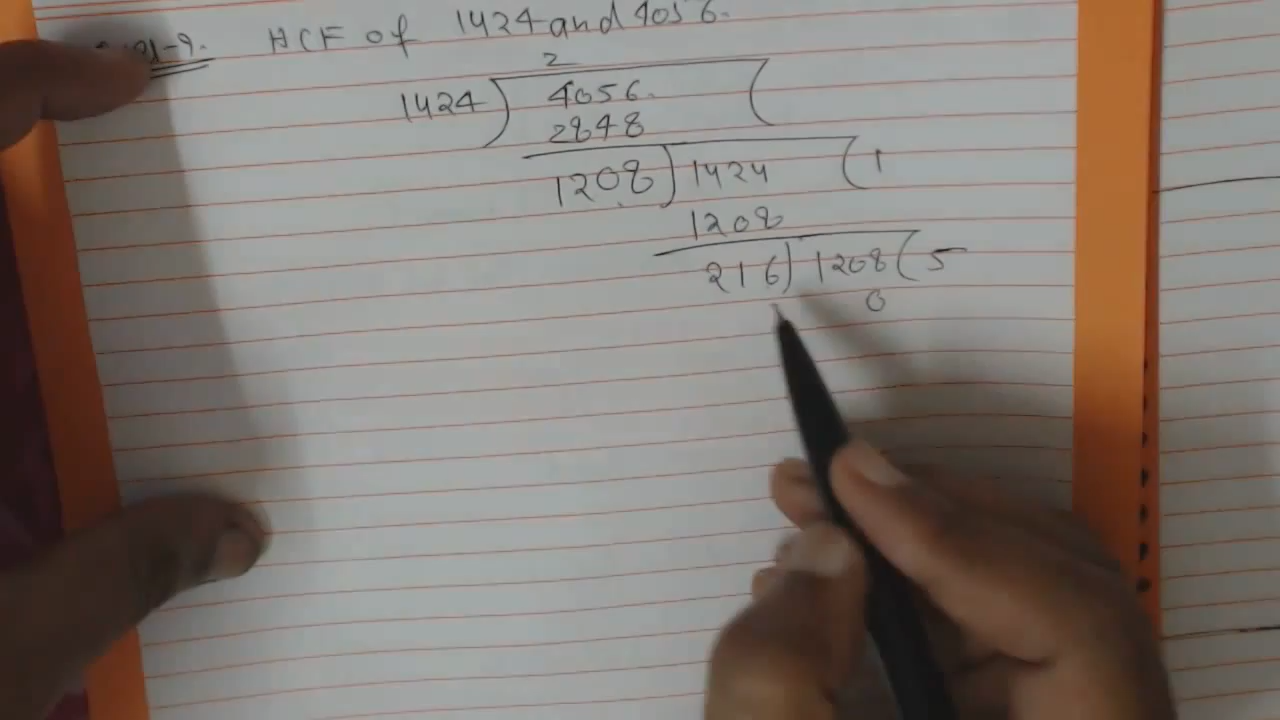 HCF of 1424 and 4056.
2
1424 ) 4056. (
2848
1208 ) 1424 ( 1
1208
216 ) 1208 ( 5
0